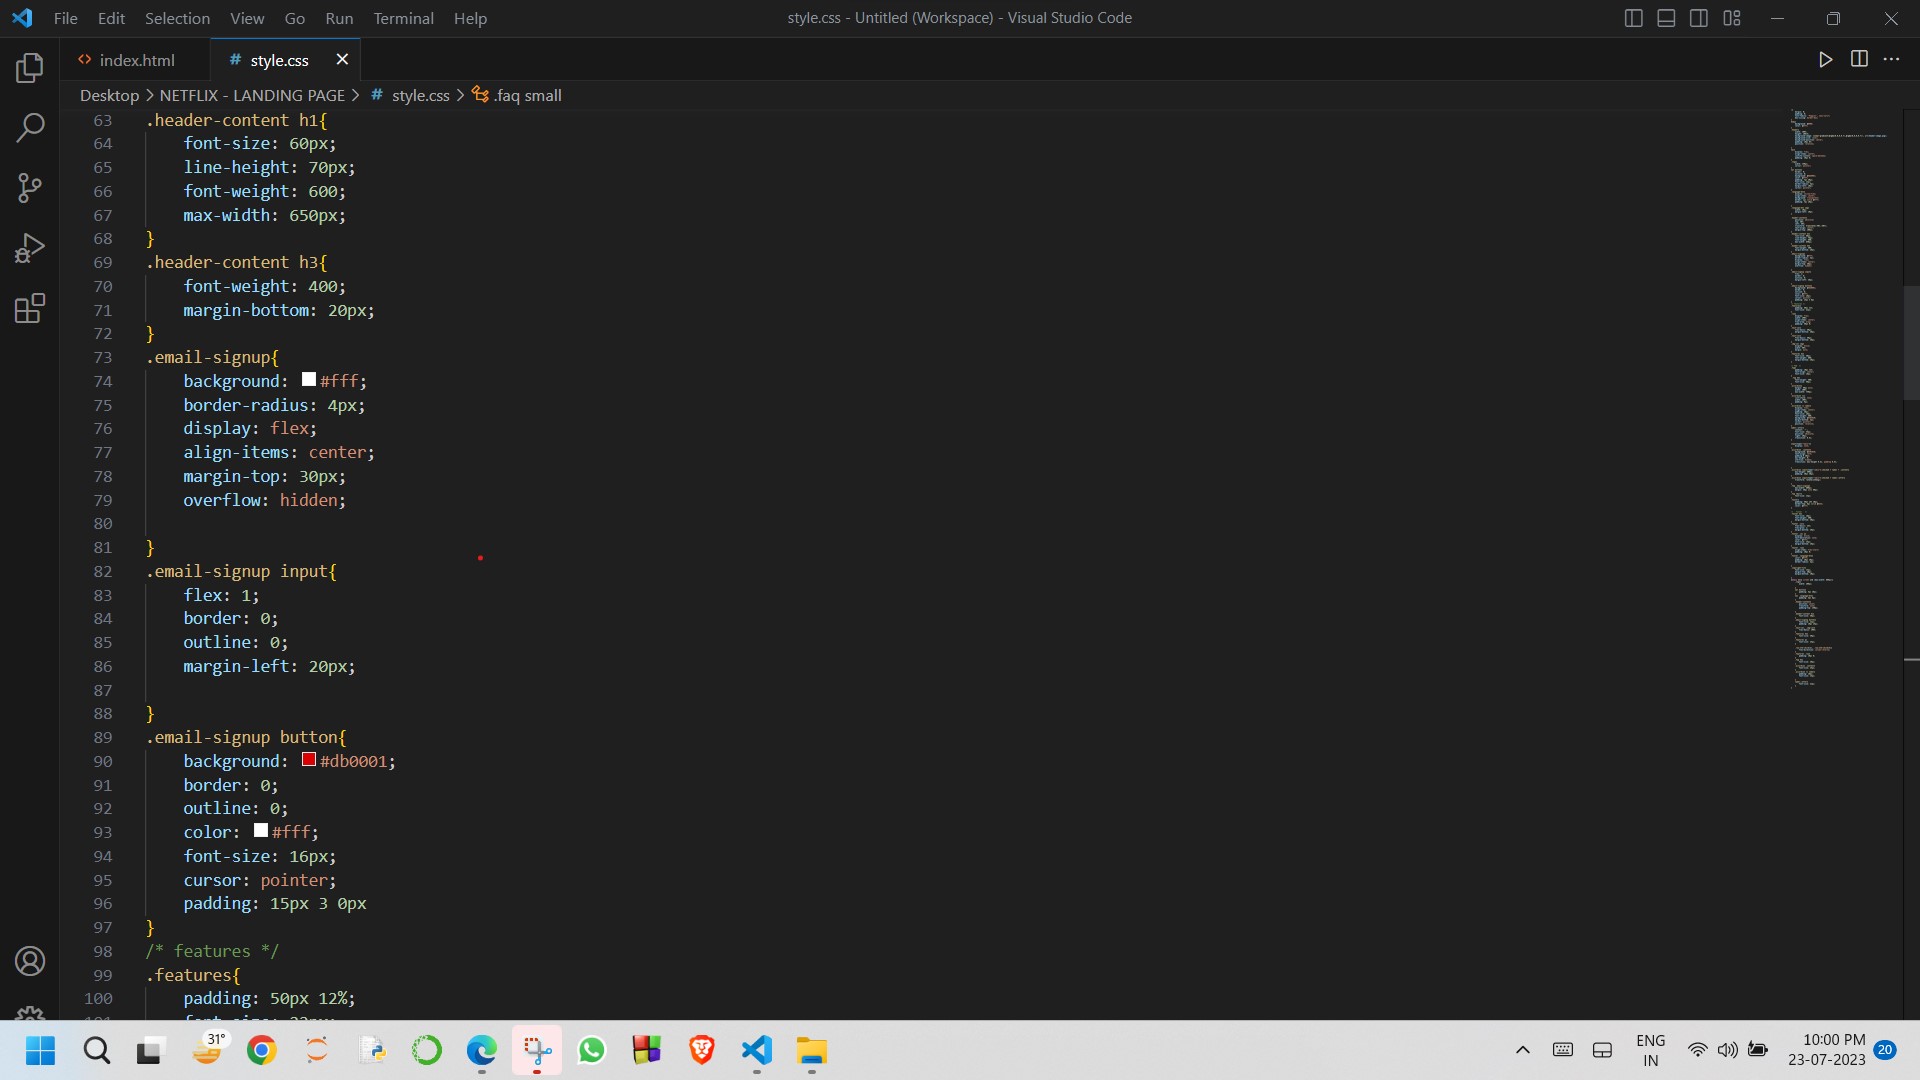 File Edit Selection View Go Run Terminal Help
style.css - Untitled (Workspace) - Visual Studio Code
index.html
# style.css
Desktop > NETFLIX - LANDING PAGE > # style.css > .faq small
63 .header-content h1{
64 font-size: 60px;
65 line-height: 70px;
66 font-weight: 600;
67 max-width: 650px;
68 }
69 .header-content h3{
70 font-weight: 400;
71 margin-bottom: 20px;
72 }
73 .email-signup{
74 background: #fff;
75 border-radius: 4px;
76 display: flex;
77 align-items: center;
78 margin-top: 30px;
79 overflow: hidden;
80
81 }
82 .email-signup input{
83 flex: 1;
84 border: 0;
85 outline: 0;
86 margin-left: 20px;
87
88 }
89 .email-signup button{
90 background: #db0001;
91 border: 0;
92 outline: 0;
93 color: #fff;
94 font-size: 16px;
95 cursor: pointer;
96 padding: 15px 3 0px
97 }
98 /* features */
99 .features{
100 padding: 50px 12%;
31°
ENG
IN
10:00 PM
23-07-2023
20